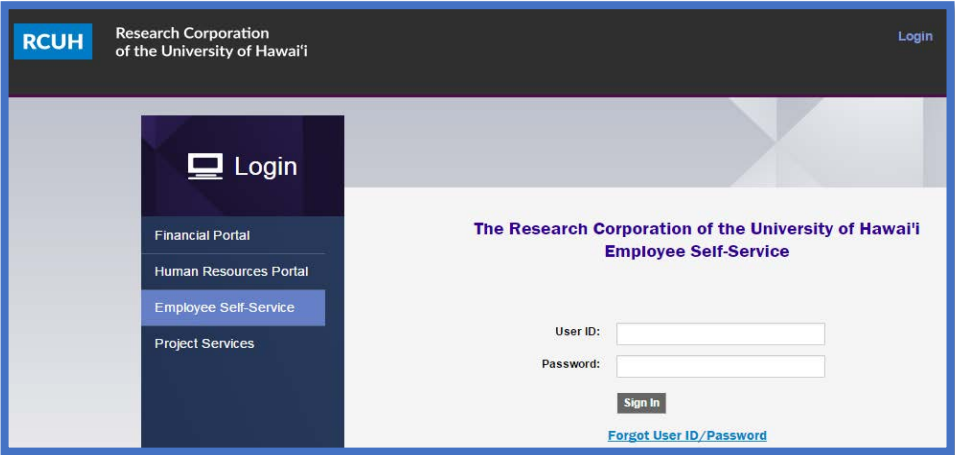 RCUH
Research Corporation
of the University of Hawai‘i
Login
Login
Financial Portal
Human Resources Portal
Employee Self-Service
Project Services
The Research Corporation of the University of Hawai'i
Employee Self-Service
User ID:
Password:
Sign In
Forgot User ID/Password